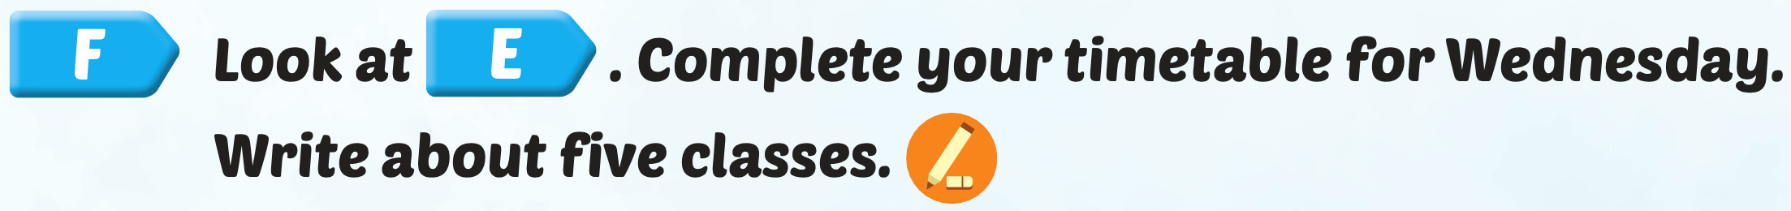 F Look at E . Complete your timetable for Wednesday.
Write about five classes.